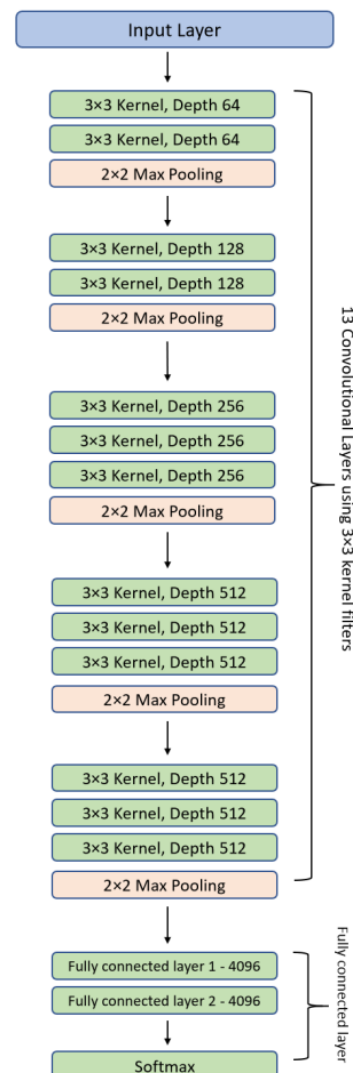 Input Layer
3×3 Kernel, Depth 64
3×3 Kernel, Depth 64
2×2 Max Pooling
3×3 Kernel, Depth 128
3×3 Kernel, Depth 128
2×2 Max Pooling
3×3 Kernel, Depth 256
3×3 Kernel, Depth 256
3×3 Kernel, Depth 256
2×2 Max Pooling
3×3 Kernel, Depth 512
3×3 Kernel, Depth 512
3×3 Kernel, Depth 512
2×2 Max Pooling
3×3 Kernel, Depth 512
3×3 Kernel, Depth 512
3×3 Kernel, Depth 512
2×2 Max Pooling
13 Convolutional Layers using 3×3 kernel filters
Fully connected layer 1 - 4096
Fully connected layer 2 - 4096
Softmax
Fully connected layer